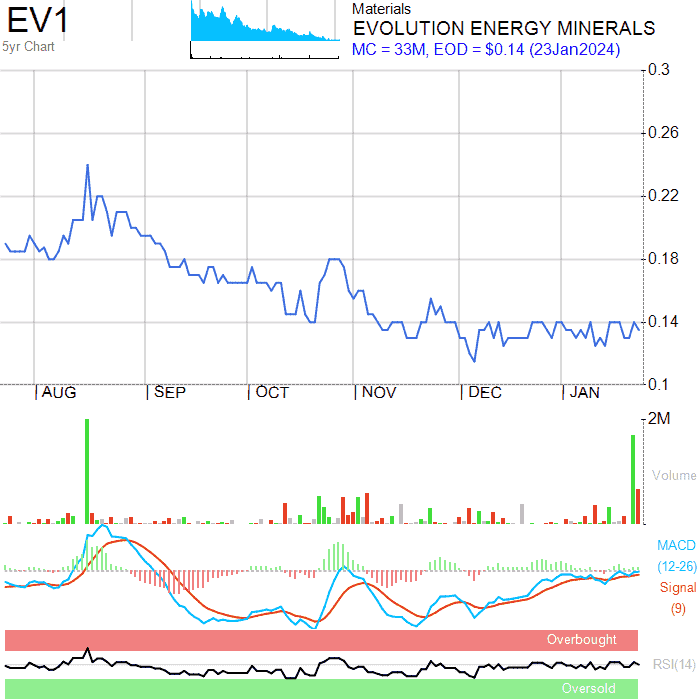 EV1
5yr Chart
Materials
EVOLUTION ENERGY MINERALS
MC = 33M, EOD = $0.14 (23Jan2024)
0.3
0.26
0.22
0.18
0.14
0.1
AUG SEP OCT NOV DEC JAN
2M
Volume
MACD
(12-26)
Signal
(9)
Overbought
RSI(14)
Oversold